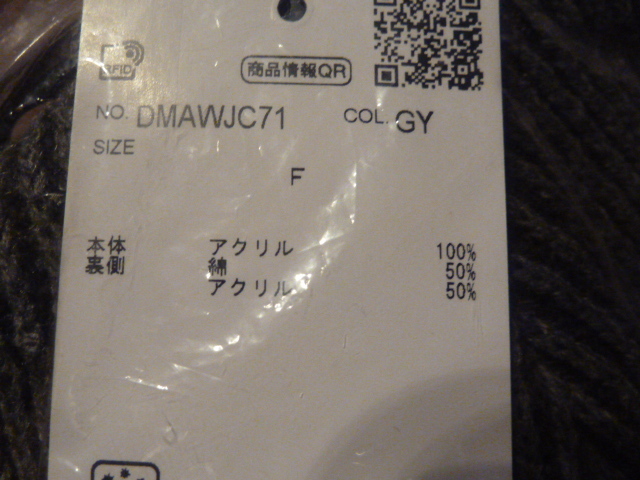 RFID
商品情報QR
NO. DMAWJC71 COL. GY
SIZE
F
本体 アクリル 100%
裏側 綿 50%
アクリル 50%